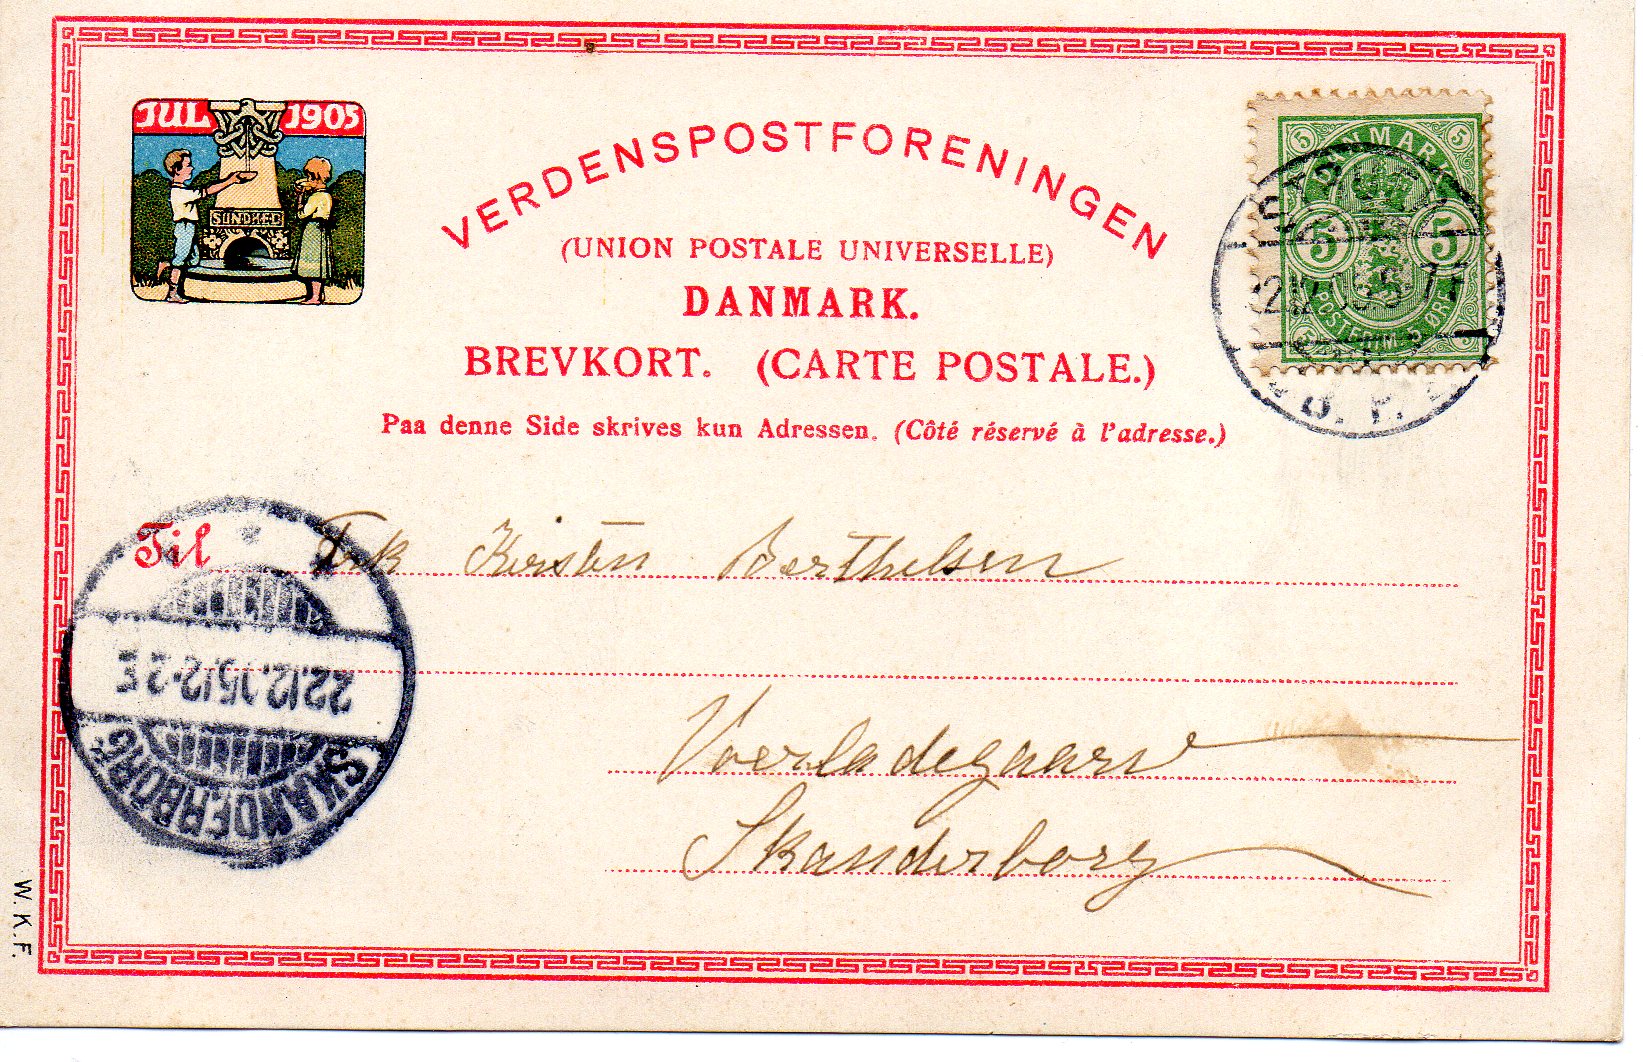 JUL 1905
SUNDHED
VERDENSPOSTFORENINGEN
(UNION POSTALE UNIVERSELLE)
DANMARK.
BREVKORT. (CARTE POSTALE.)
Paa denne Side skrives kun Adressen. (Côté réservé à l'adresse.)
DANMARK
5 5
POSTFRIM. 5 ØRE
Til Frk Kirsten Berthelsen
Voerladegaard
Skanderborg
SKANDERBORG
22.12.05 12-2 E
W. K. F.